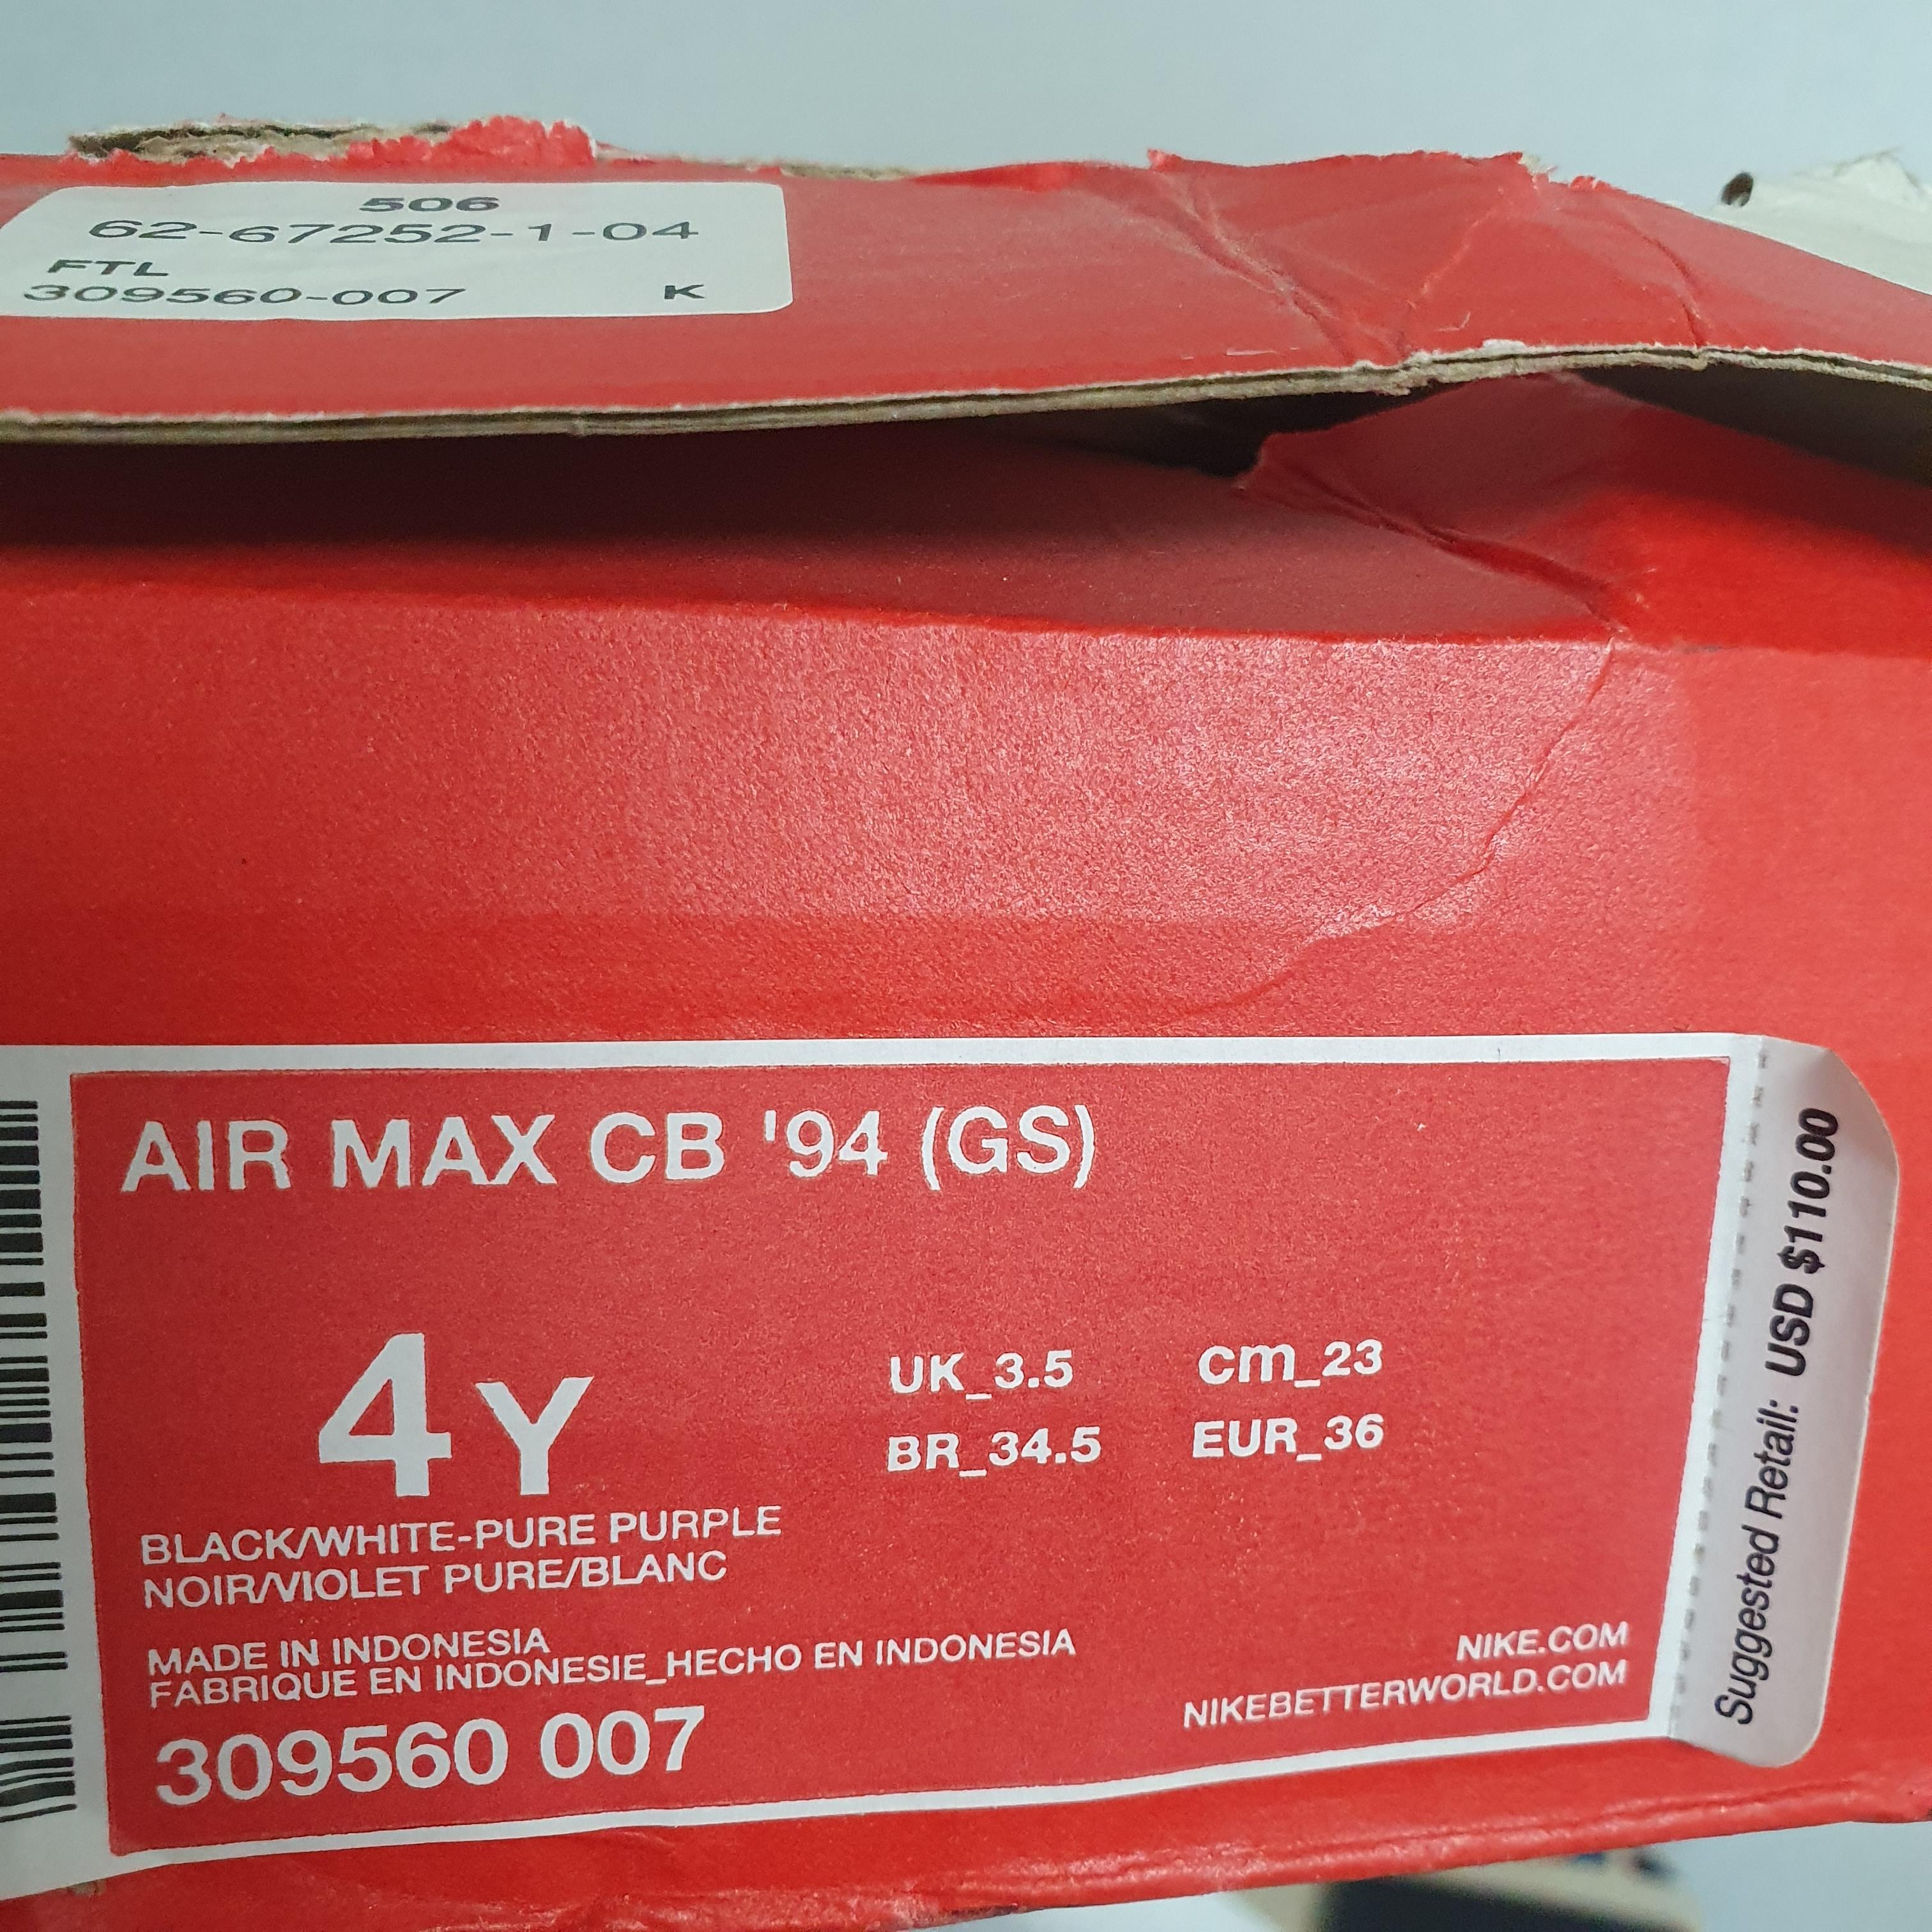 506
62-67252-1-04
FTL
309560-007 K
AIR MAX CB '94 (GS)
4Y
UK_3.5 Cm_23
BR_34.5 EUR_36
BLACK/WHITE-PURE PURPLE
NOIR/VIOLET PURE/BLANC
MADE IN INDONESIA
FABRIQUE EN INDONESIE_HECHO EN INDONESIA
309560 007
NIKE.COM
NIKEBETTERWORLD.COM
Suggested Retail: USD $110.00